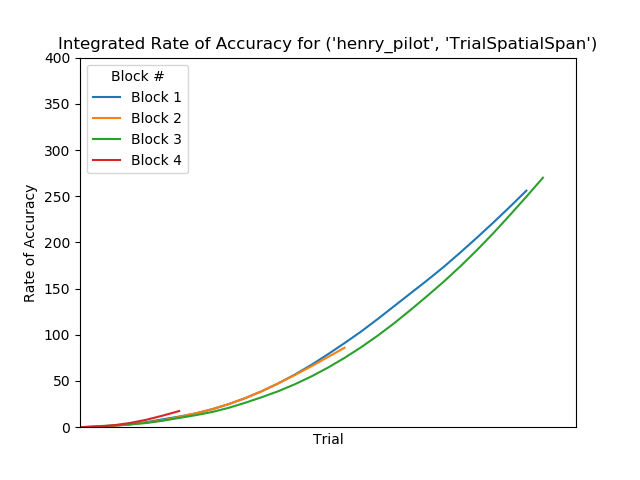 Integrated Rate of Accuracy for ('henry_pilot', 'TrialSpatialSpan')
400
350
300
250
200
150
100
50
0
Rate of Accuracy
Trial
Block #
Block 1
Block 2
Block 3
Block 4